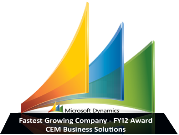 Microsoft Dynamics
Fastest Growing Company - FY12 Award
CEM Business Solutions